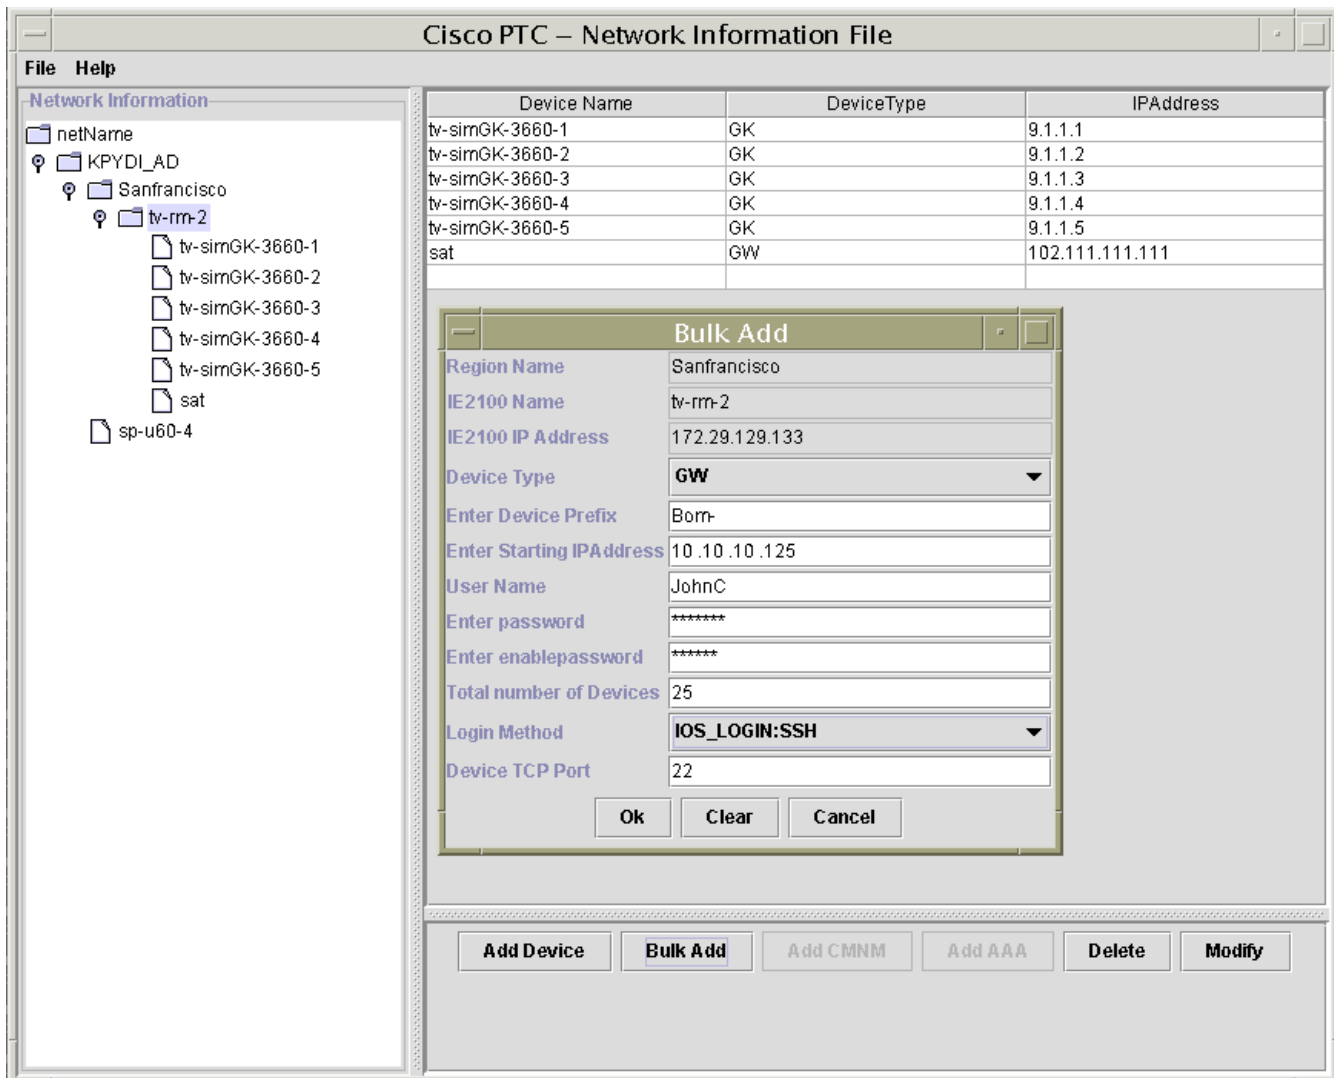 Cisco PTC – Network Information File
File Help
Network Information
netName
KPYDI_AD
Sanfrancisco
tv-rm-2
tv-simGK-3660-1
tv-simGK-3660-2
tv-simGK-3660-3
tv-simGK-3660-4
tv-simGK-3660-5
sat
sp-u60-4
Device Name DeviceType IPAddress
tv-simGK-3660-1 GK 9.1.1.1
tv-simGK-3660-2 GK 9.1.1.2
tv-simGK-3660-3 GK 9.1.1.3
tv-simGK-3660-4 GK 9.1.1.4
tv-simGK-3660-5 GK 9.1.1.5
sat GW 102.111.111.111
Bulk Add
Region Name Sanfrancisco
IE2100 Name tv-rm-2
IE2100 IP Address 172.29.129.133
Device Type GW
Enter Device Prefix Bom-
Enter Starting IPAddress 10 .10 .10 .125
User Name JohnC
Enter password *******
Enter enablepassword ******
Total number of Devices 25
Login Method IOS_LOGIN:SSH
Device TCP Port 22
Ok Clear Cancel
Add Device Bulk Add Add CMNM Add AAA Delete Modify